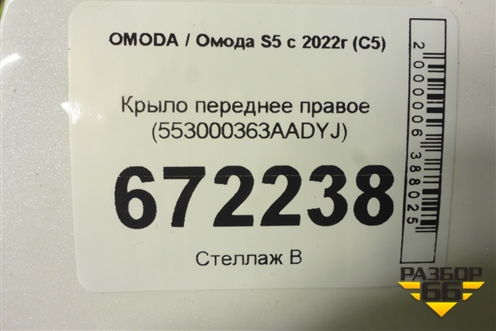 OMODA / Омода S5 с 2022г (C5)
Крыло переднее правое
(553000363AADYJ)
672238
Стеллаж В
2000006388025
РАЗБОР
66